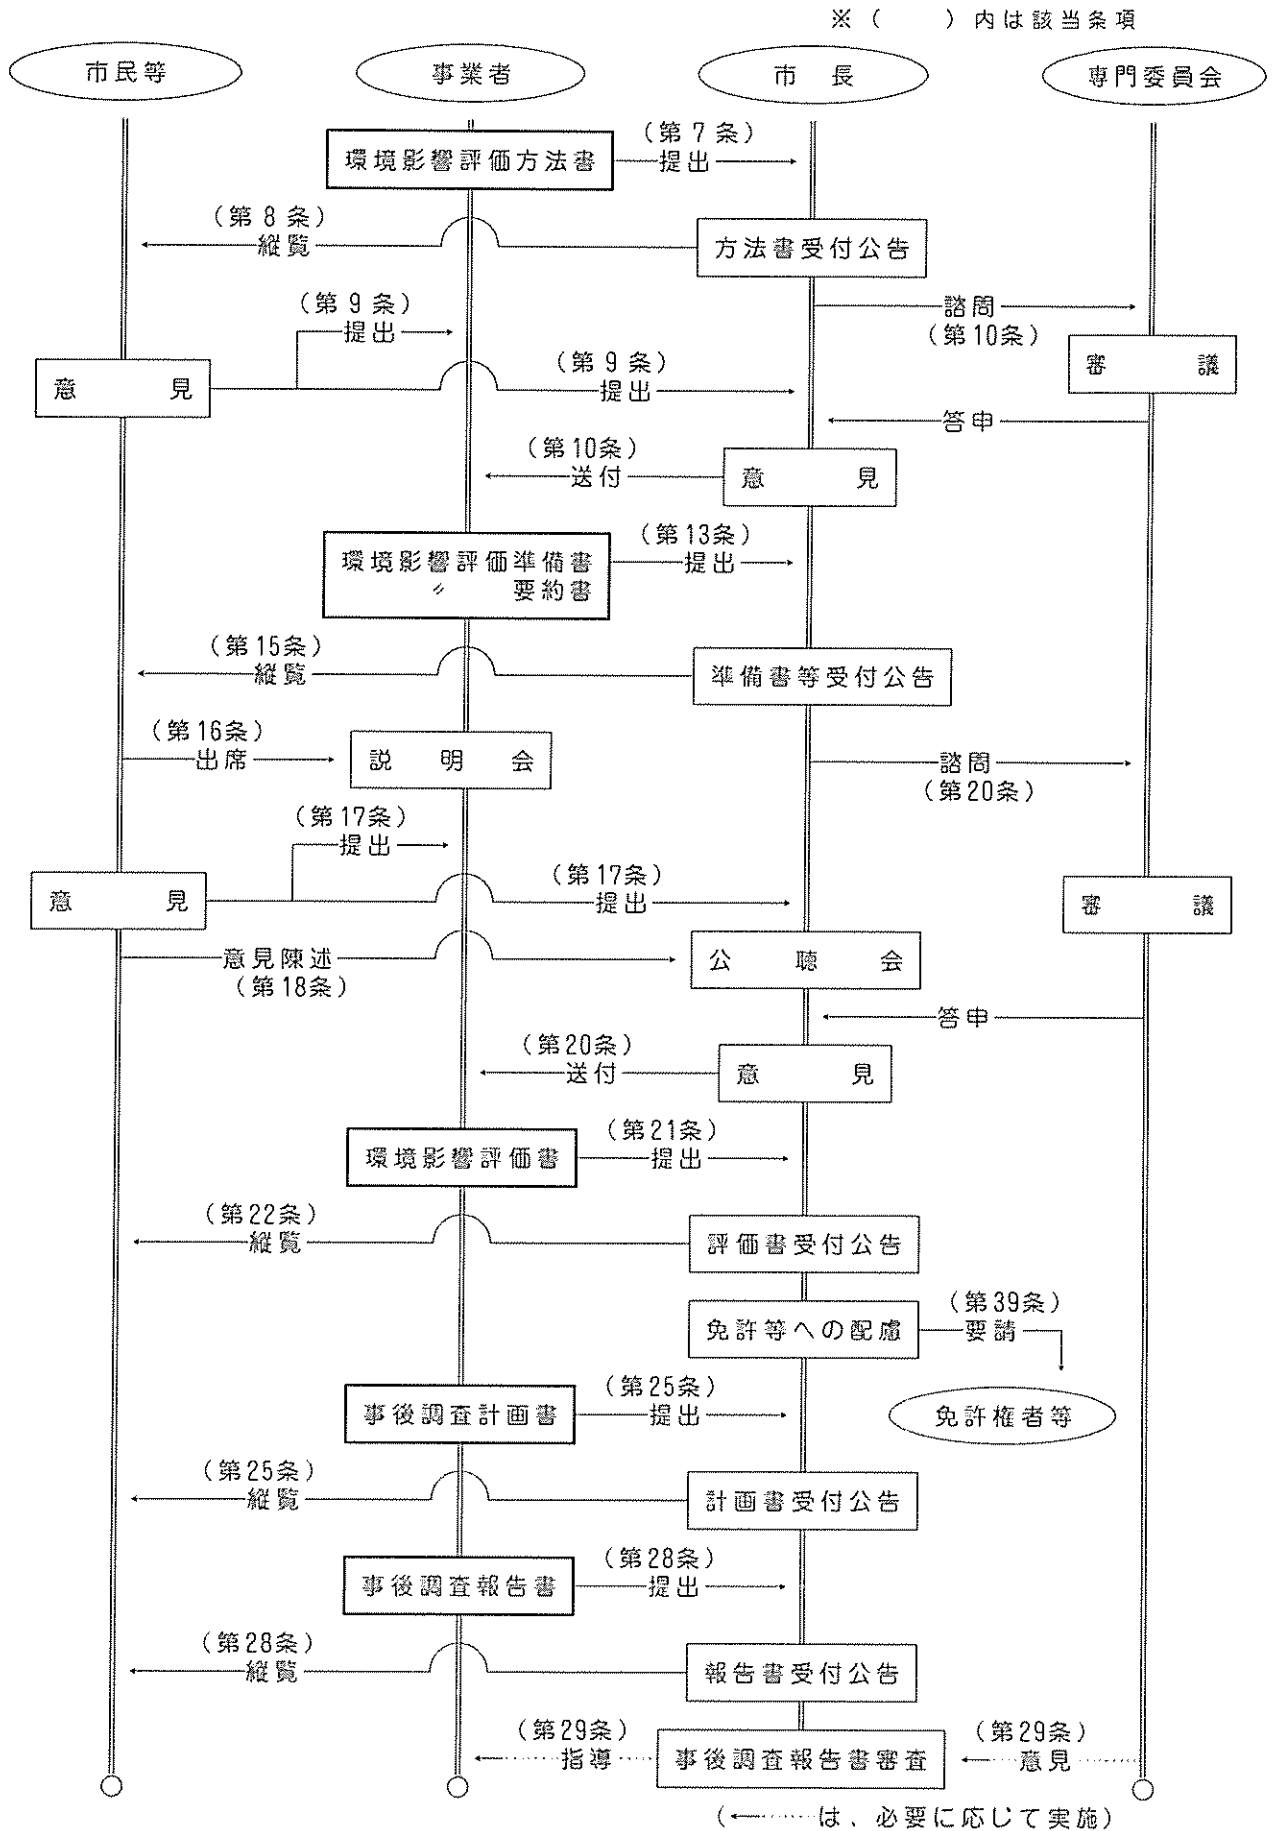 ※（　　）内は該当条項
市民等
事業者
市　長
専門委員会
（第７条）
環境影響評価方法書
提出
（第８条）
縦覧
方法書受付公告
（第９条）
提出
諮問
（第10条）
意　見
（第９条）
提出
審　議
答申
（第10条）
送付
意　見
（第13条）
環境影響評価準備書
提出
〃　要約書
（第15条）
縦覧
準備書等受付公告
（第16条）
出席
説　明　会
諮問
（第20条）
（第17条）
提出
意　見
（第17条）
提出
審　議
意見陳述
（第18条）
公　聴　会
答申
（第20条）
送付
意　見
（第21条）
環境影響評価書
提出
（第22条）
縦覧
評価書受付公告
免許等への配慮
（第39条）
要請
（第25条）
事後調査計画書
提出
免許権者等
（第25条）
縦覧
計画書受付公告
（第28条）
事後調査報告書
提出
（第28条）
縦覧
報告書受付公告
（第29条）
指導
事後調査報告書審査
（第29条）
意見
（←……は、必要に応じて実施）